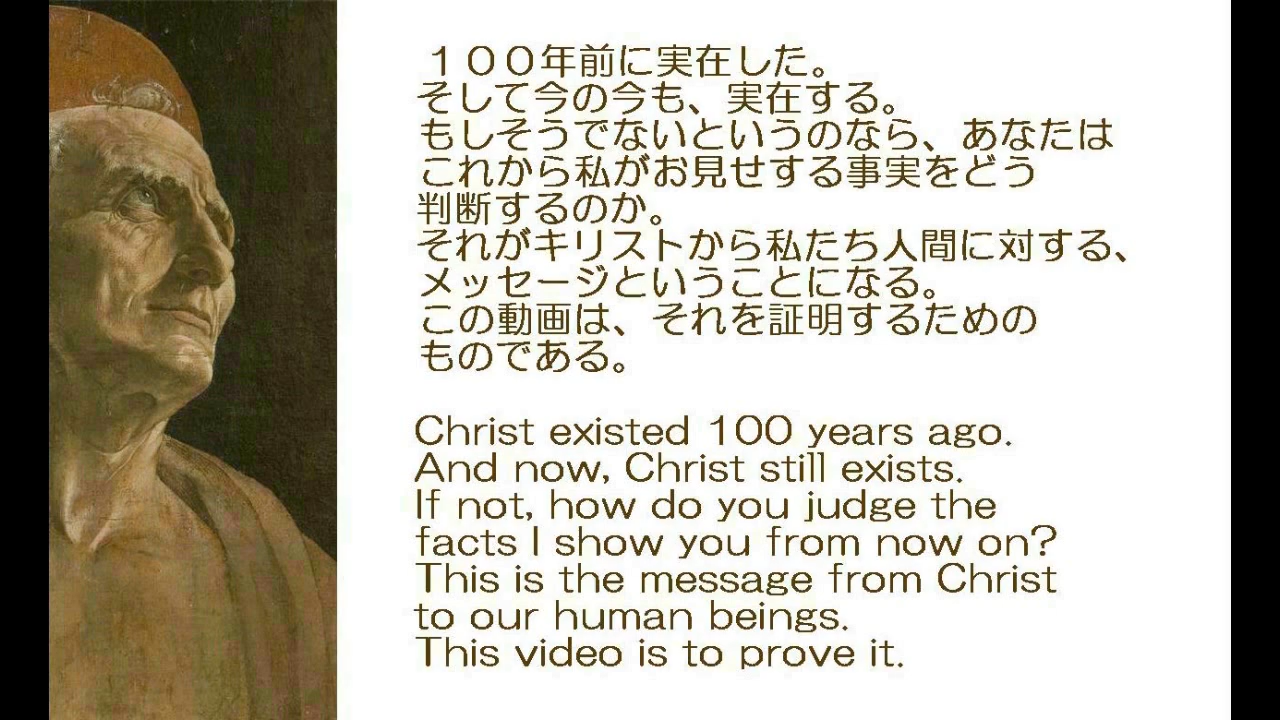 １００年前に実在した。
そして今の今も、実在する。
もしそうでないというのなら、あなたは
これから私がお見せする事実をどう
判断するのか。
それがキリストから私たち人間に対する、
メッセージということになる。
この動画は、それを証明するための
ものである。
Christ existed 100 years ago.
And now, Christ still exists.
If not, how do you judge the
facts I show you from now on?
This is the message from Christ
to our human beings.
This video is to prove it.